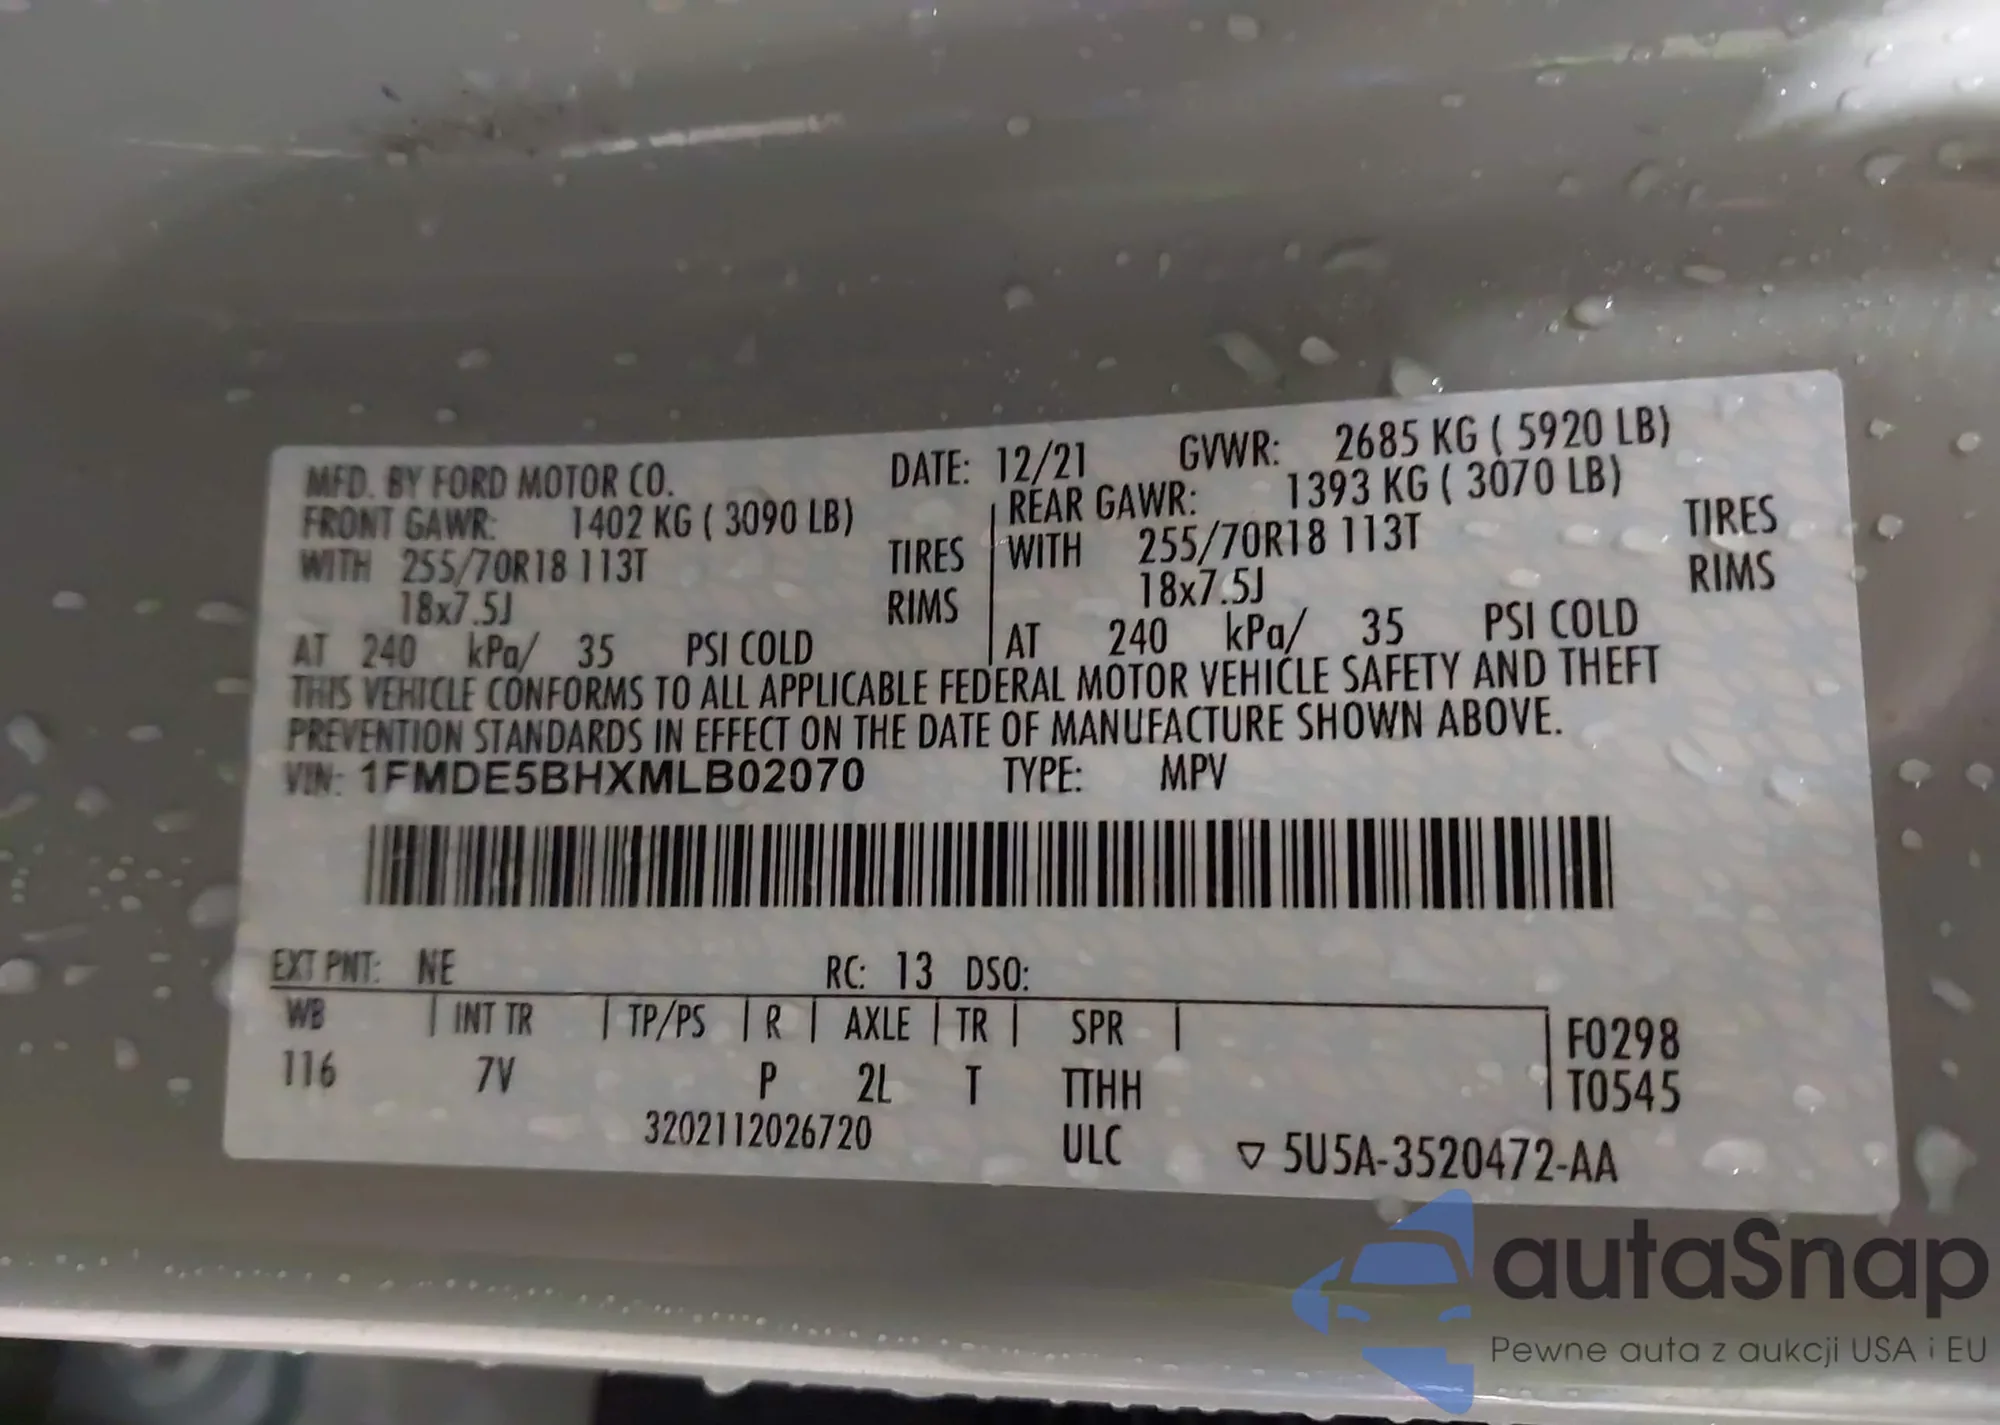 MFD. BY FORD MOTOR CO. DATE: 12/21 GVWR: 2685 KG ( 5920 LB)
FRONT GAWR: 1402 KG ( 3090 LB) REAR GAWR: 1393 KG ( 3070 LB)
WITH 255/70R18 113T TIRES WITH 255/70R18 113T TIRES
18x7.5J RIMS 18x7.5J RIMS
AT 240 kPa/ 35 PSI COLD AT 240 kPa/ 35 PSI COLD
THIS VEHICLE CONFORMS TO ALL APPLICABLE FEDERAL MOTOR VEHICLE SAFETY AND THEFT
PREVENTION STANDARDS IN EFFECT ON THE DATE OF MANUFACTURE SHOWN ABOVE.
VIN: 1FMDE5BHXMLB02070 TYPE: MPV
EXT PNT: NE RC: 13 DSO:
WB | INT TR | TP/PS | R | AXLE | TR | SPR | F0298
116 7V P 2L T TTHH T0545
3202112026720 ULC ▽ 5U5A-3520472-AA
autaSnap
Pewne auta z aukcji USA i EU